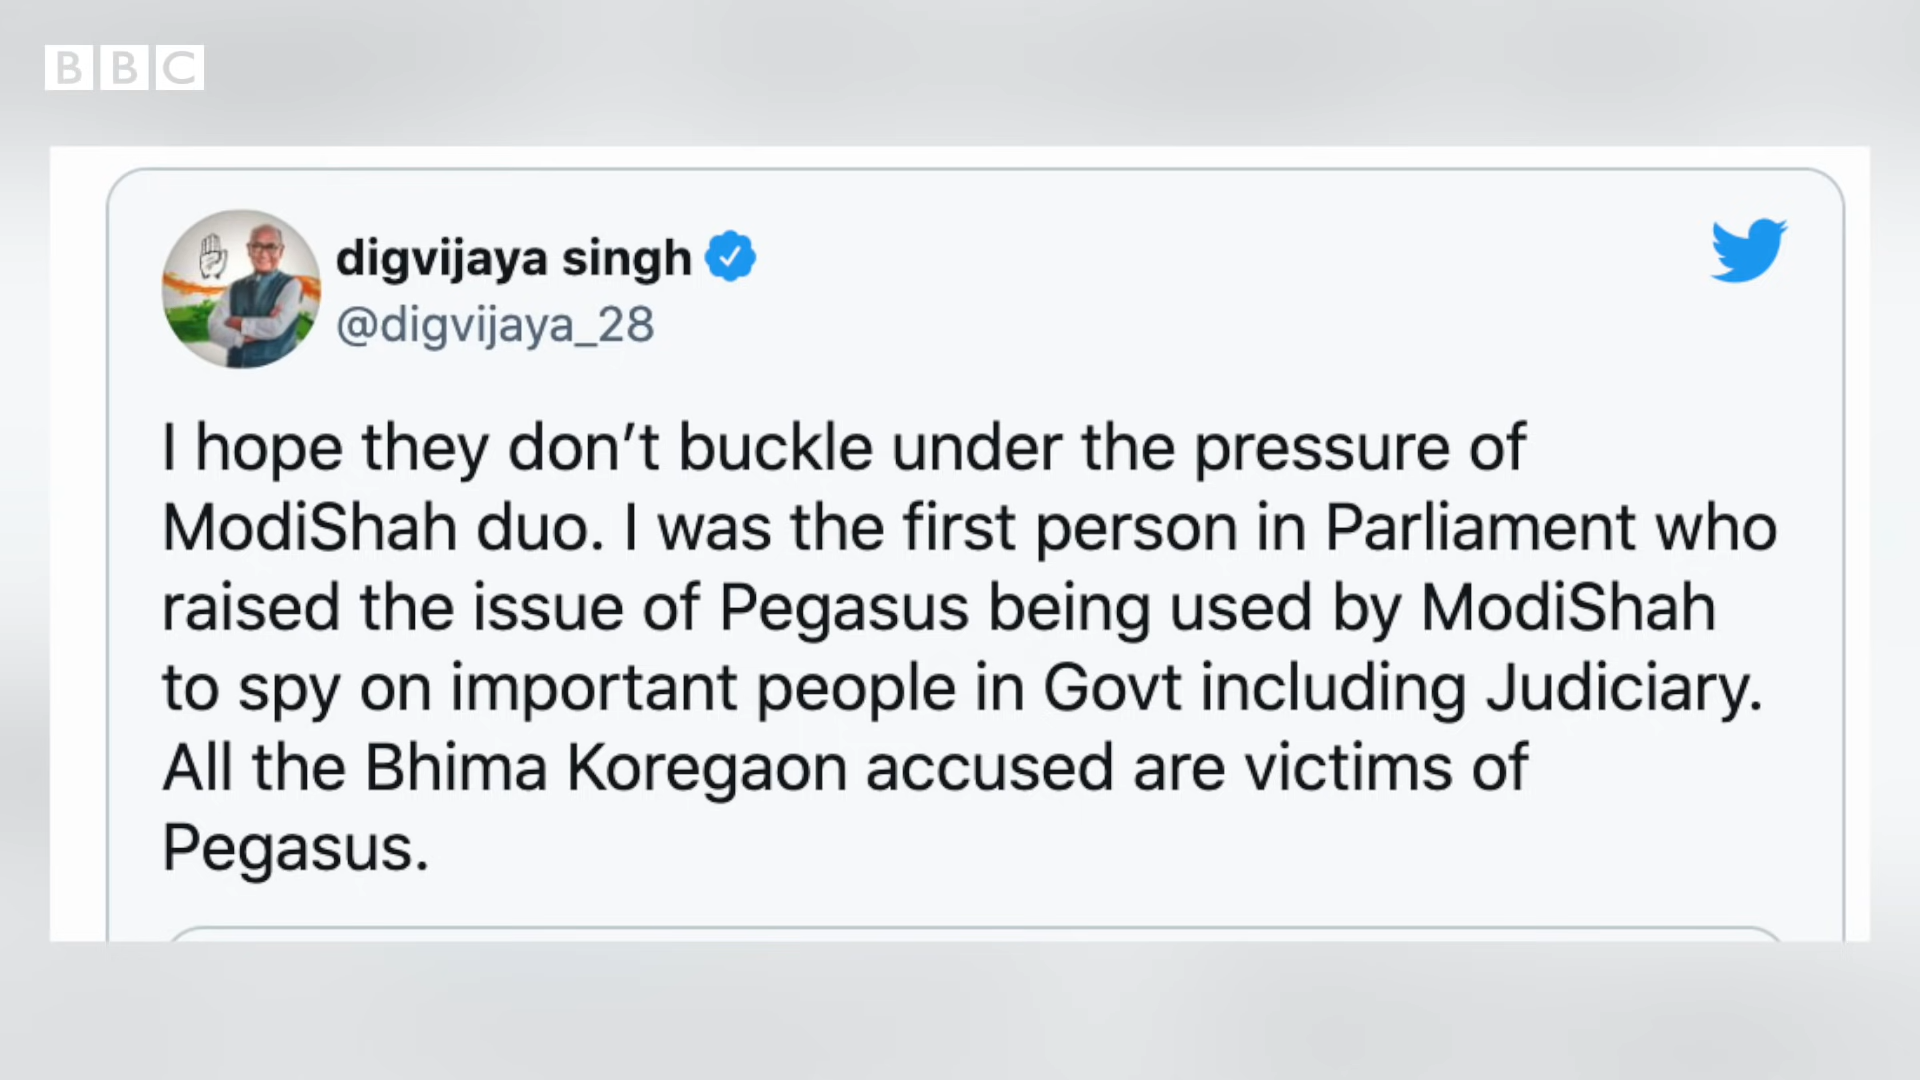 BBC
digvijaya singh
@digvijaya_28
I hope they don’t buckle under the pressure of
ModiShah duo. I was the first person in Parliament who
raised the issue of Pegasus being used by ModiShah
to spy on important people in Govt including Judiciary.
All the Bhima Koregaon accused are victims of
Pegasus.